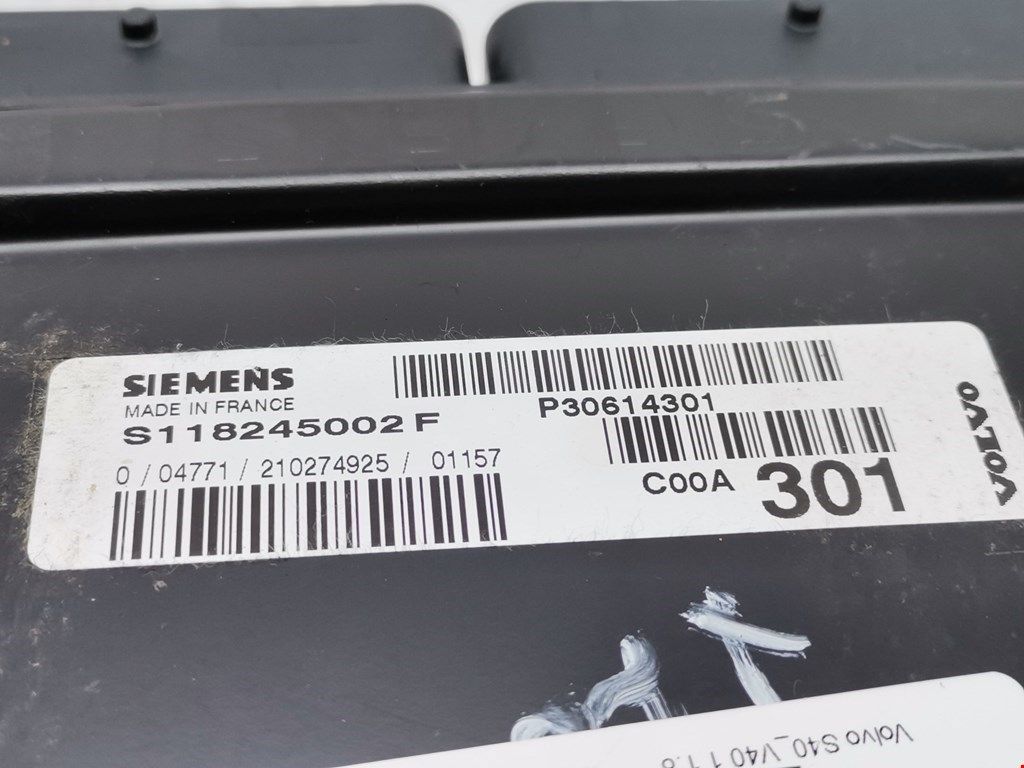 SIEMENS
MADE IN FRANCE
S118245002 F
0 / 04771 / 210274925 / 01157
P30614301
C00A 301
VOLVO
Volvo S40_V40 1 1.8